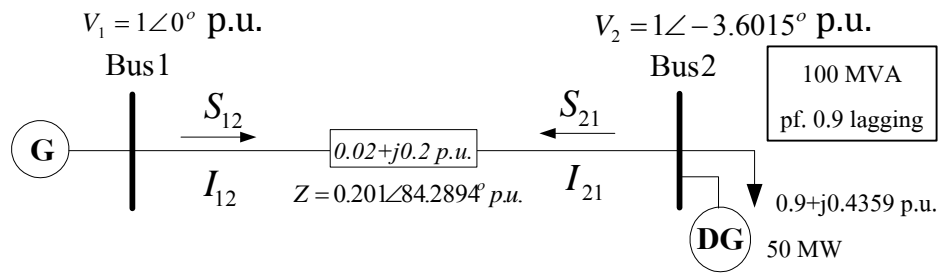 V₁ = 1∠0° p.u.
V₂ = 1∠−3.6015° p.u.
Bus1
Bus2
100 MVA
pf. 0.9 lagging
S₁₂
S₂₁
G
0.02+j0.2 p.u.
I₁₂
Z = 0.201∠84.2894° p.u.
I₂₁
0.9+j0.4359 p.u.
DG
50 MW